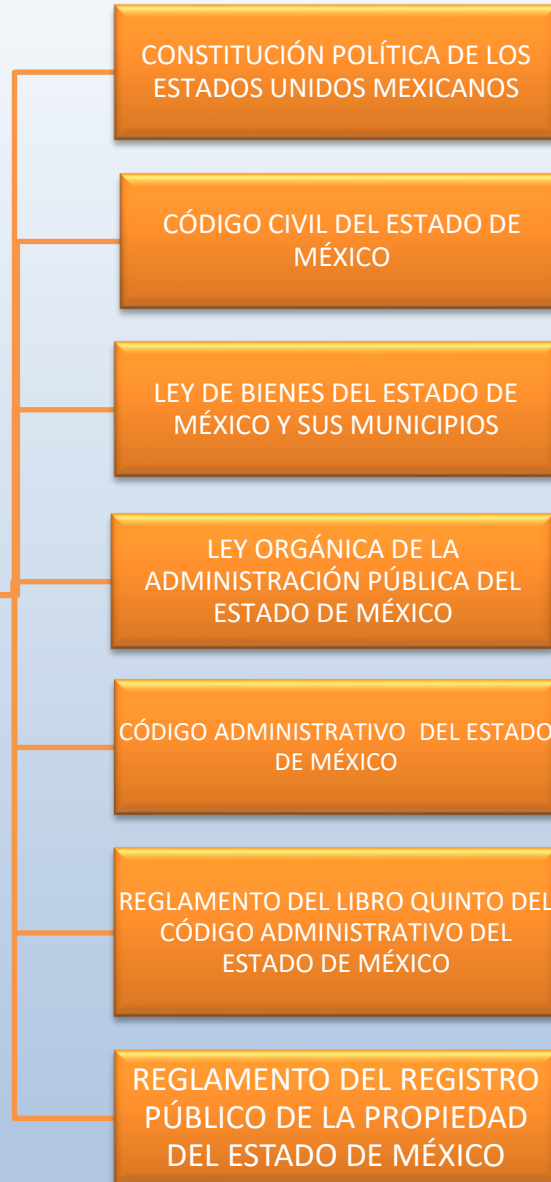 CONSTITUCIÓN POLÍTICA DE LOS
ESTADOS UNIDOS MEXICANOS
CÓDIGO CIVIL DEL ESTADO DE
MÉXICO
LEY DE BIENES DEL ESTADO DE
MÉXICO Y SUS MUNICIPIOS
LEY ORGÁNICA DE LA
ADMINISTRACIÓN PÚBLICA DEL
ESTADO DE MÉXICO
CÓDIGO ADMINISTRATIVO DEL ESTADO
DE MÉXICO
REGLAMENTO DEL LIBRO QUINTO DEL
CÓDIGO ADMINISTRATIVO DEL
ESTADO DE MÉXICO
REGLAMENTO DEL REGISTRO
PÚBLICO DE LA PROPIEDAD
DEL ESTADO DE MÉXICO